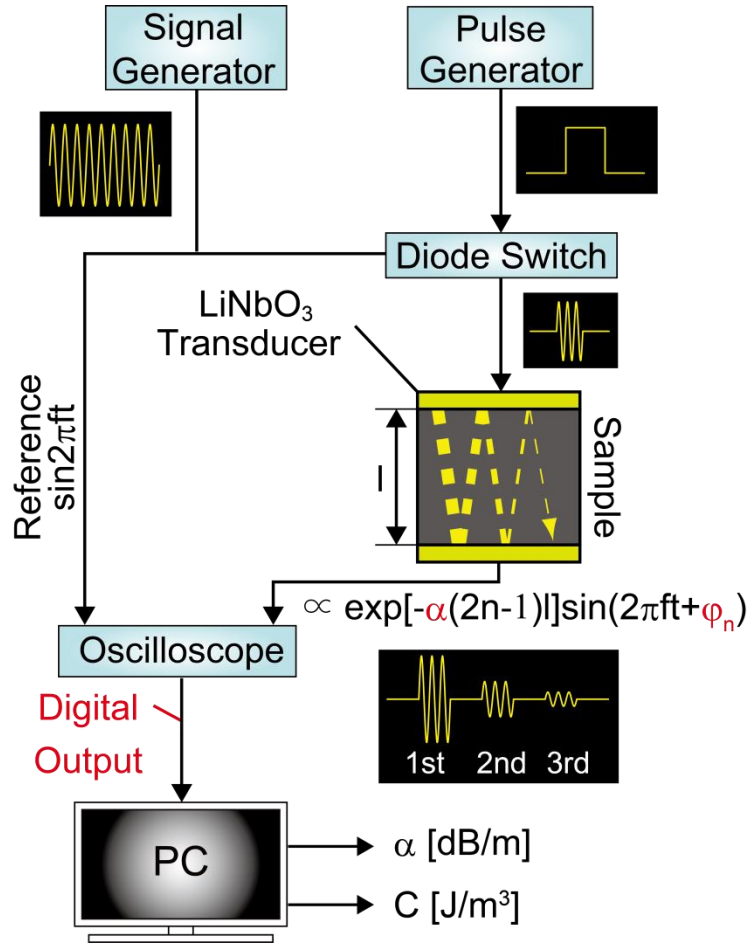 Signal
Generator
Pulse
Generator
Diode Switch
LiNbO₃
Transducer
Reference
sin2πft
l
Sample
∝ exp[-α(2n-1)l]sin(2πft+φₙ)
Oscilloscope
Digital
Output
1st 2nd 3rd
PC
α [dB/m]
C [J/m³]